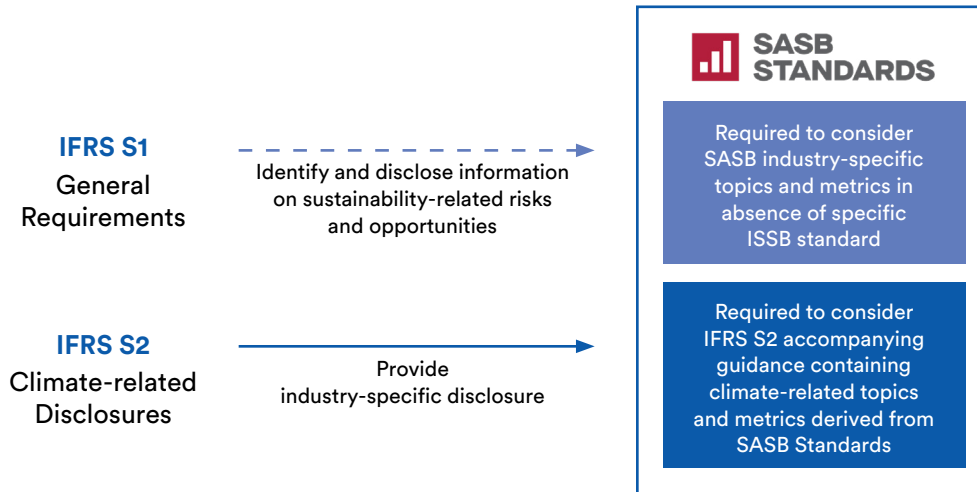 SASB
STANDARDS
IFRS S1
General
Requirements
Identify and disclose information
on sustainability-related risks
and opportunities
Required to consider
SASB industry-specific
topics and metrics in
absence of specific
ISSB standard
IFRS S2
Climate-related
Disclosures
Provide
industry-specific disclosure
Required to consider
IFRS S2 accompanying
guidance containing
climate-related topics
and metrics derived from
SASB Standards